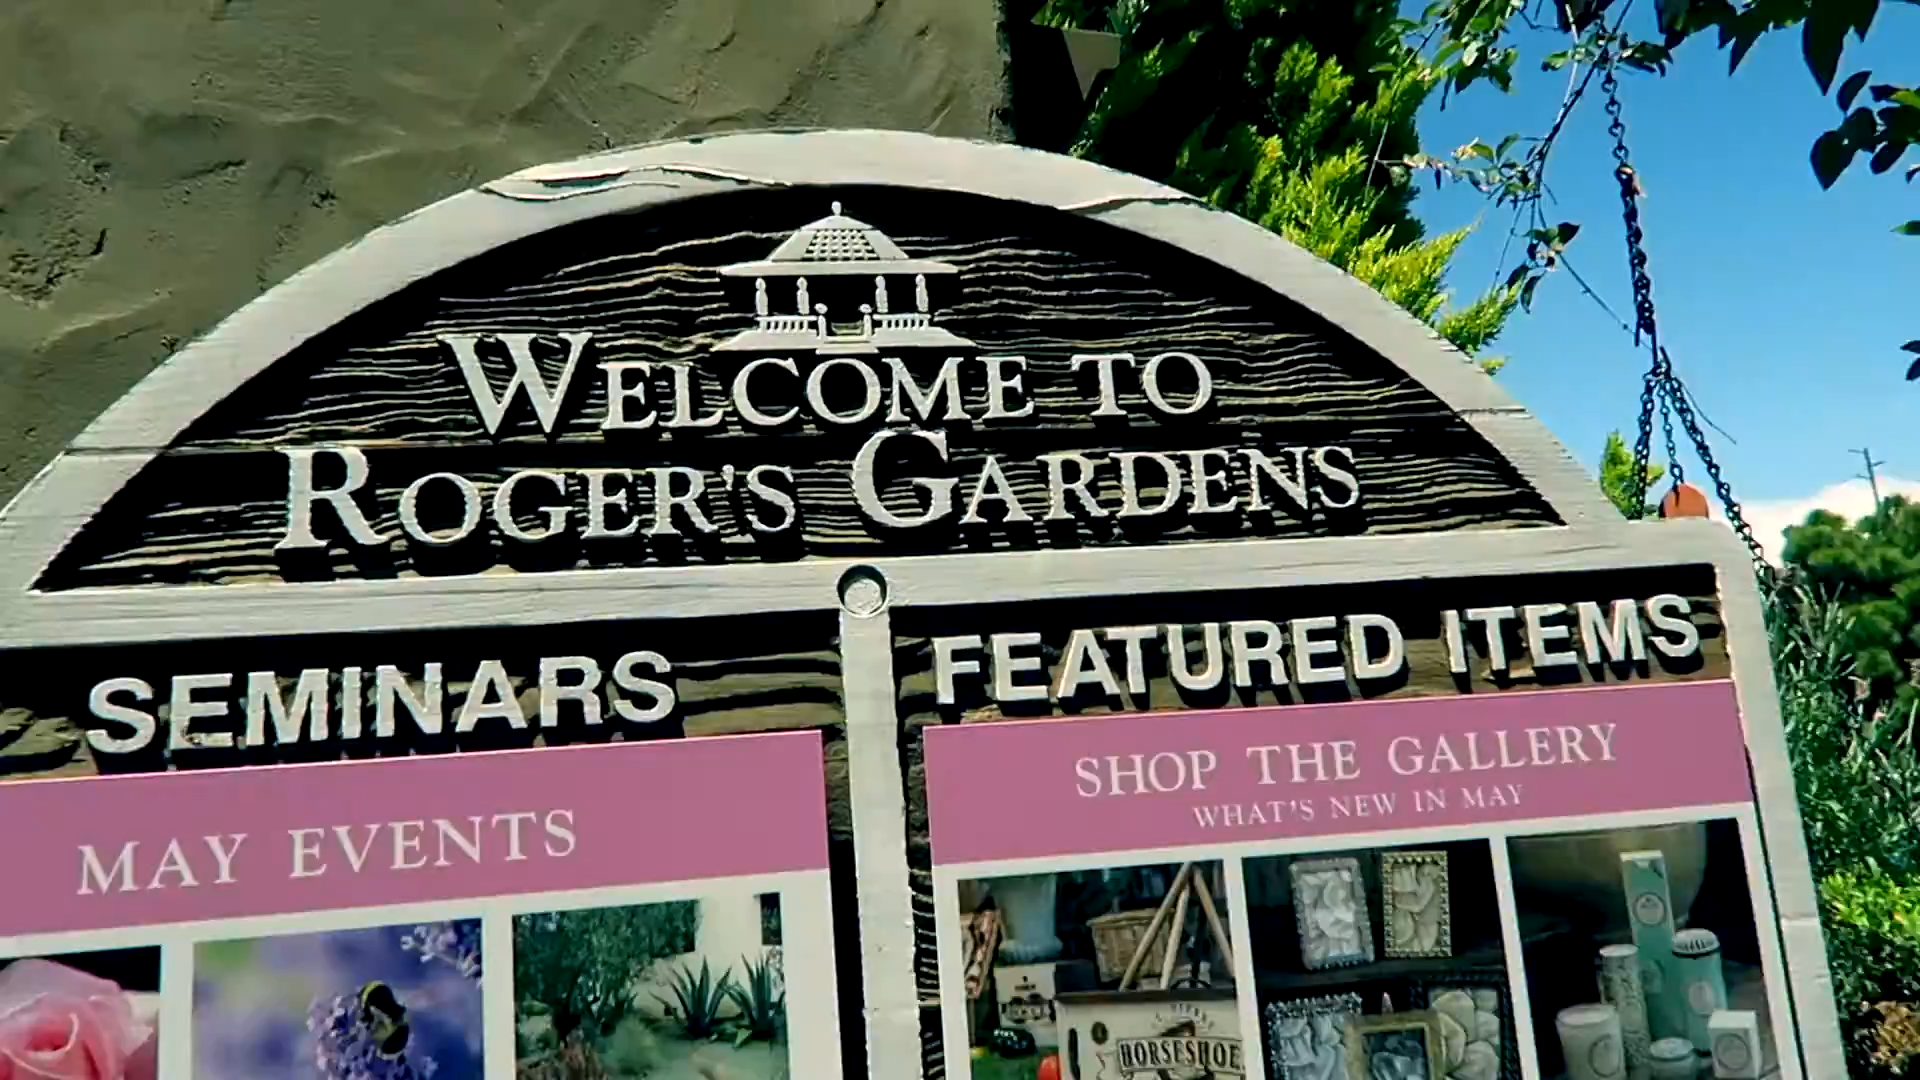 WELCOME TO
ROGER'S GARDENS
SEMINARS
FEATURED ITEMS
MAY EVENTS
SHOP THE GALLERY
WHAT'S NEW IN MAY
HORSESHOE